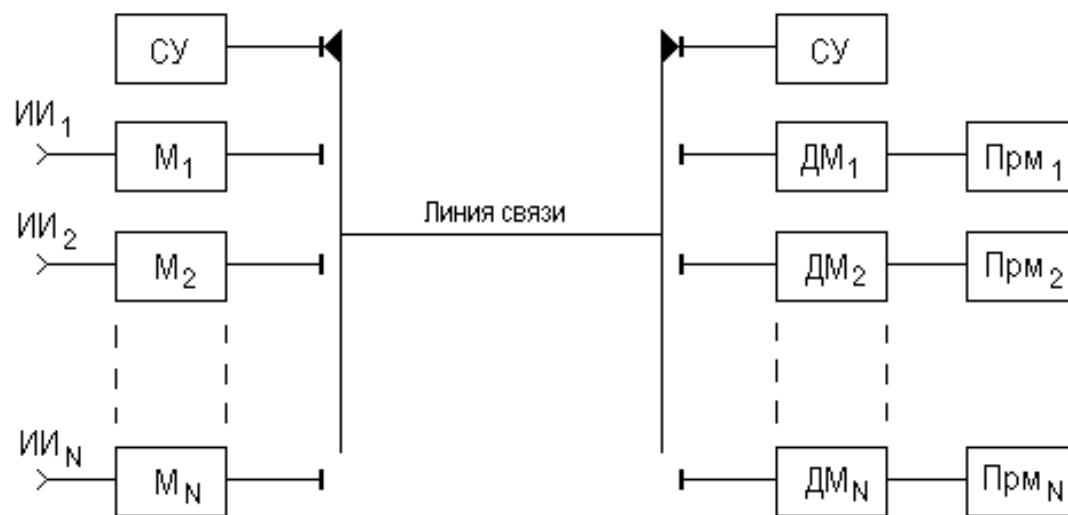 СУ СУ
ИИ1
М1 ДМ1 Прм1
Линия связи
ИИ2
М2 ДМ2 Прм2
ИИN
МN ДМN ПрмN